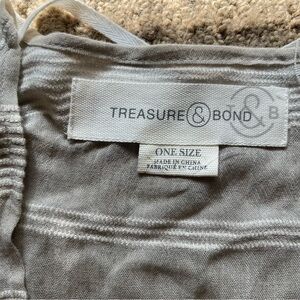 TREASURE & BOND
T & B
ONE SIZE
MADE IN CHINA
FABRIQUÉ EN CHINE